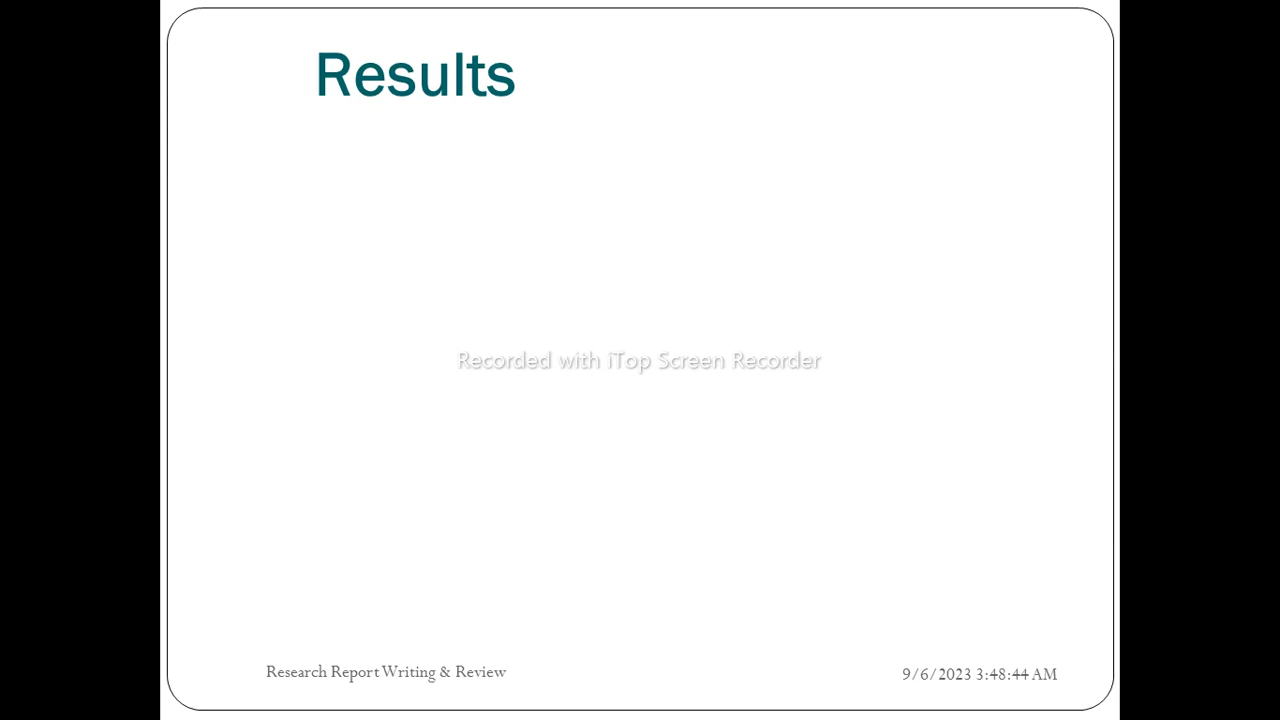 Results
Recorded with iTop Screen Recorder
Research Report Writing & Review
9/6/2023 3:48:44 AM